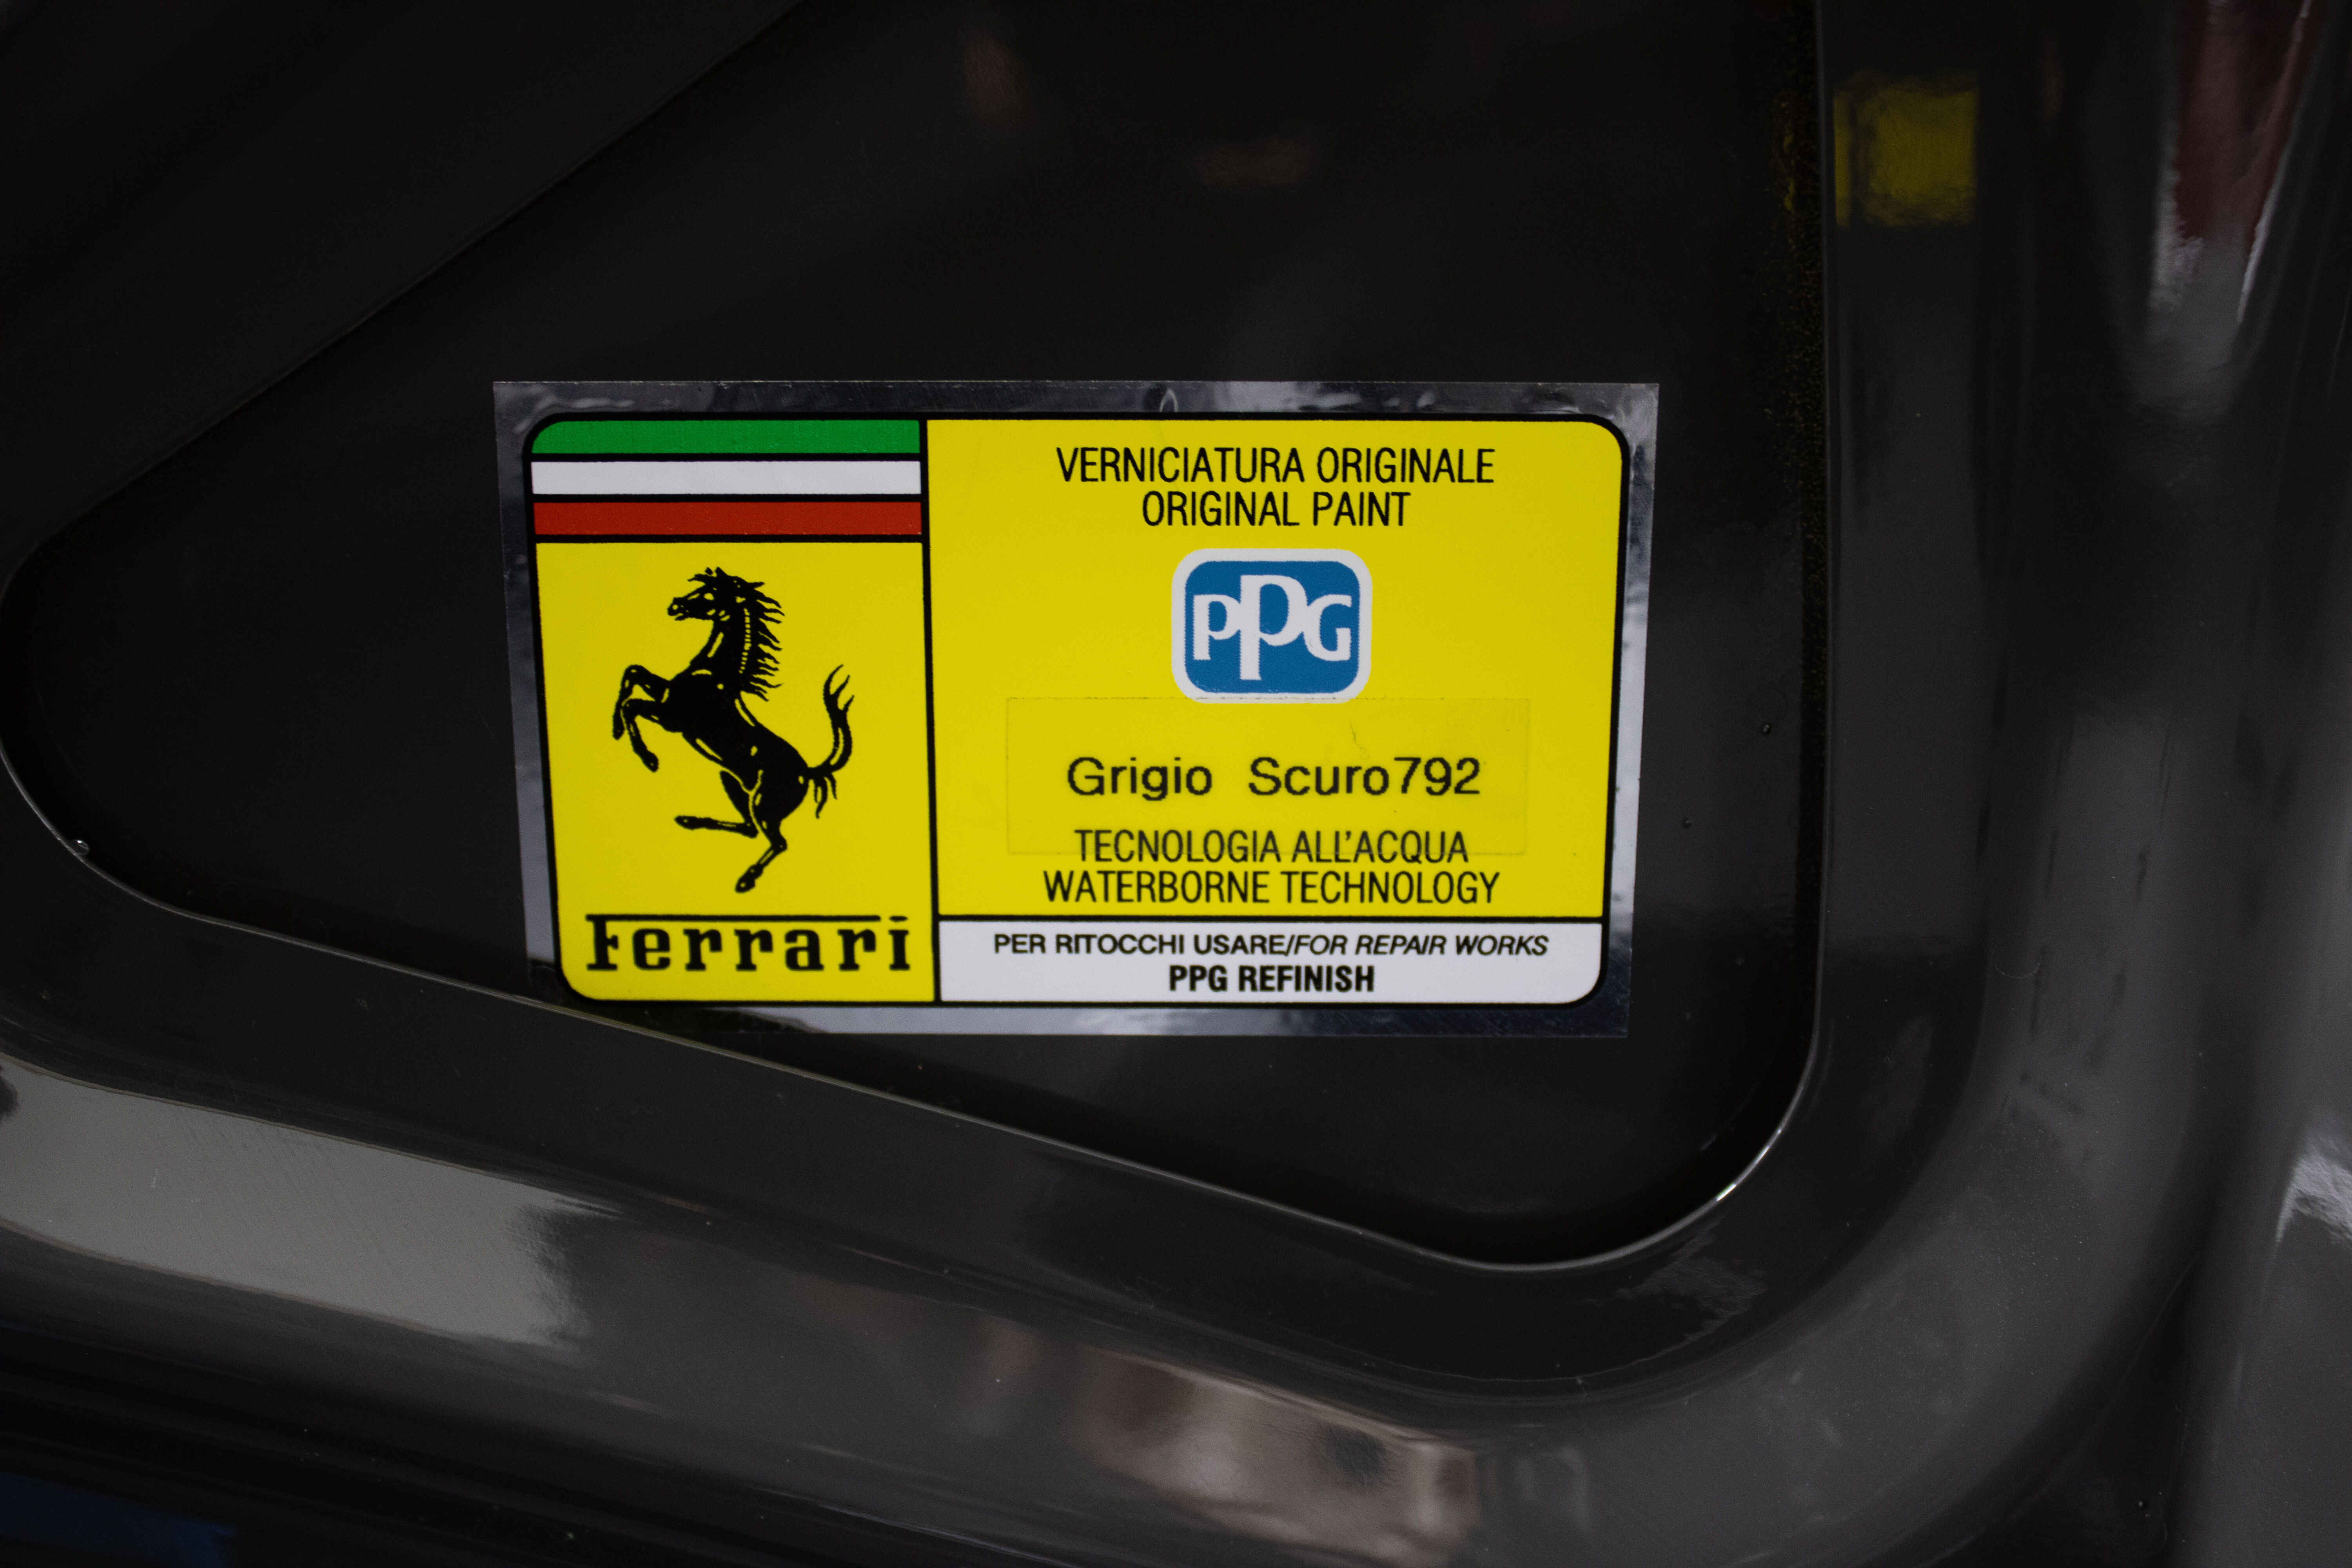 VERNICIATURA ORIGINALE
ORIGINAL PAINT
PPG
Grigio Scuro792
TECNOLOGIA ALL'ACQUA
WATERBORNE TECHNOLOGY
Ferrari
PER RITOCCHI USARE/FOR REPAIR WORKS
PPG REFINISH